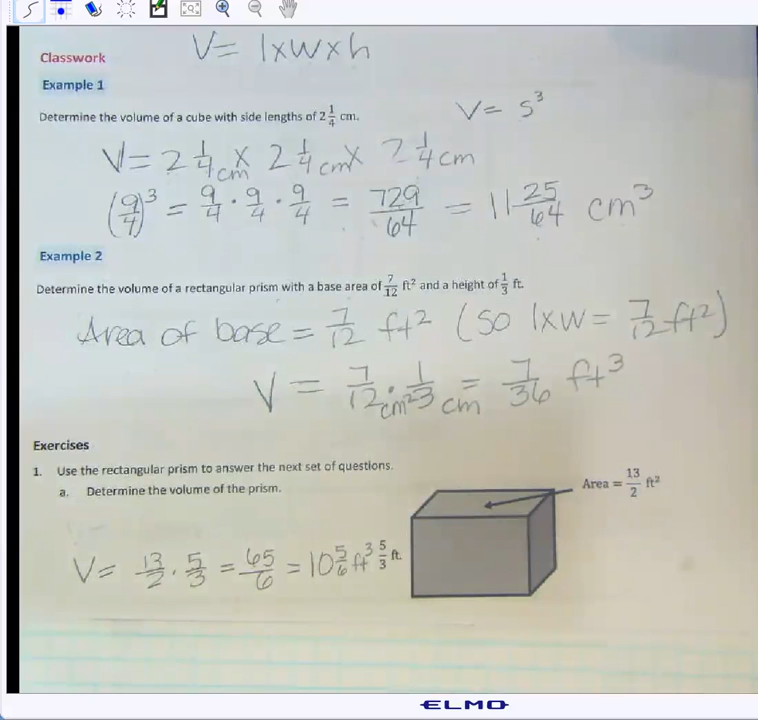 V = l x w x h
Classwork
Example 1
Determine the volume of a cube with side lengths of 2 1/4 cm.
V = s³
V = 2 1/4 cm x 2 1/4 cm x 2 1/4 cm
(9/4)³ = 9/4 · 9/4 · 9/4 = 729/64 = 11 25/64 cm³
Example 2
Determine the volume of a rectangular prism with a base area of 7/12 ft² and a height of 1/3 ft.
Area of base = 7/12 ft² (so l x w = 7/12 ft²)
V = 7/12 cm² · 1/3 cm = 7/36 ft³
Exercises
1. Use the rectangular prism to answer the next set of questions.
a. Determine the volume of the prism.
Area = 13/2 ft²
V = 13/2 · 5/3 = 65/6 = 10 5/6 ft³
5/3 ft.
ELMO